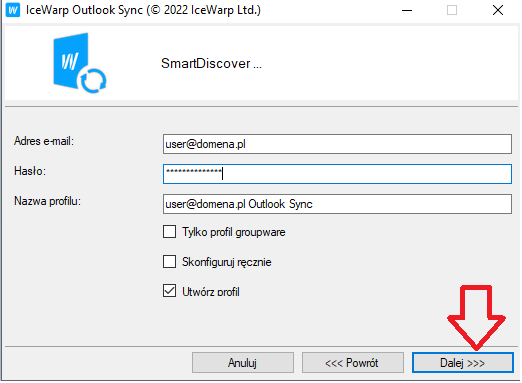 IceWarp Outlook Sync (© 2022 IceWarp Ltd.)
W
SmartDiscover ...
Adres e-mail:
user@domena.pl
Hasło:
**************
Nazwa profilu:
user@domena.pl Outlook Sync
Tylko profil groupware
Skonfiguruj ręcznie
Utwórz profil
Anuluj
<<< Powrót
Dalej >>>